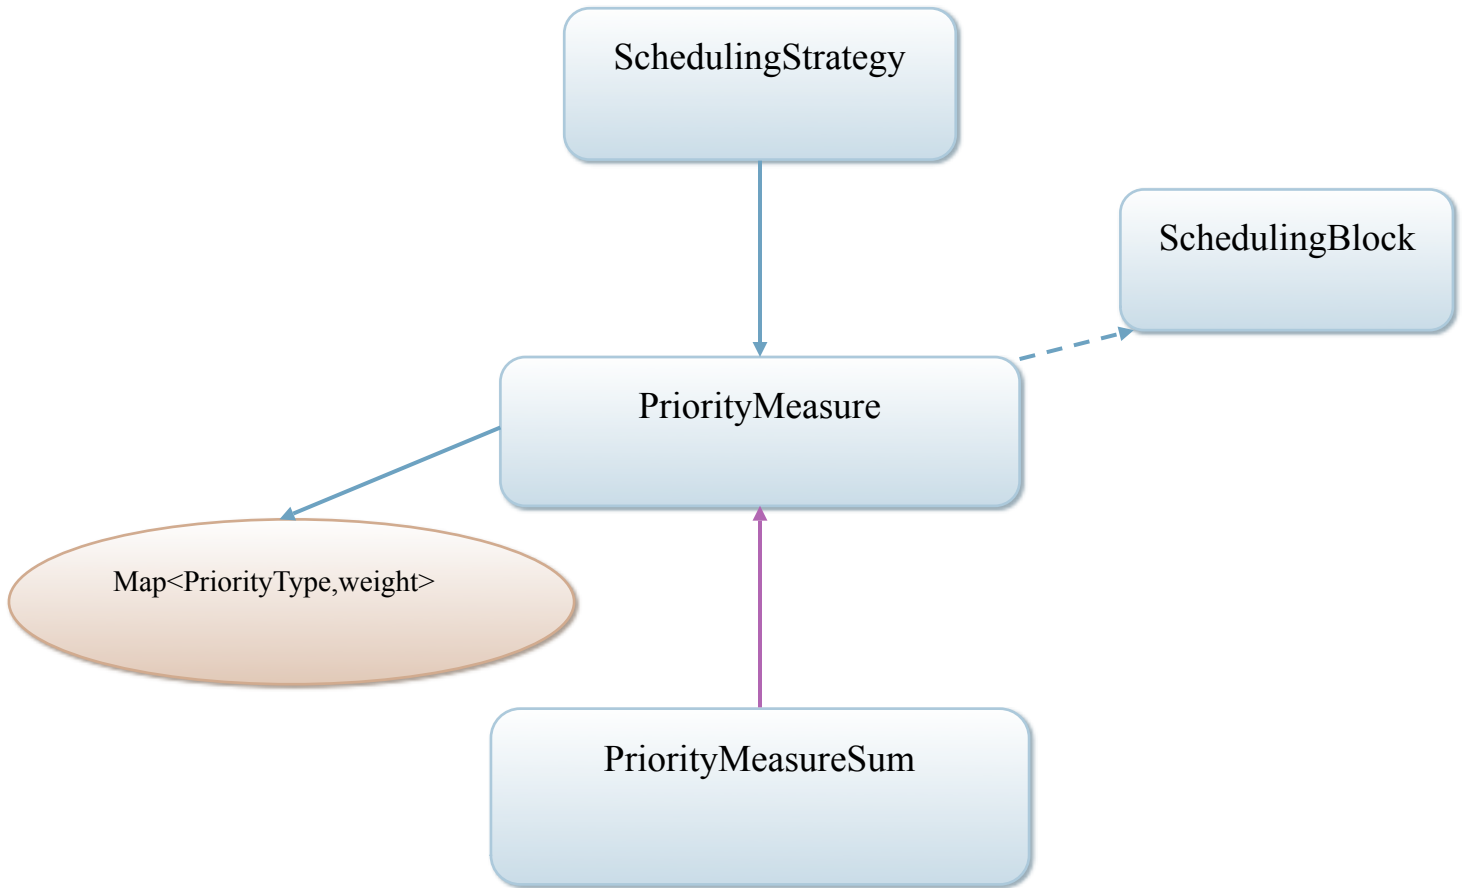 SchedulingStrategy
SchedulingBlock
PriorityMeasure
Map<PriorityType,weight>
PriorityMeasureSum